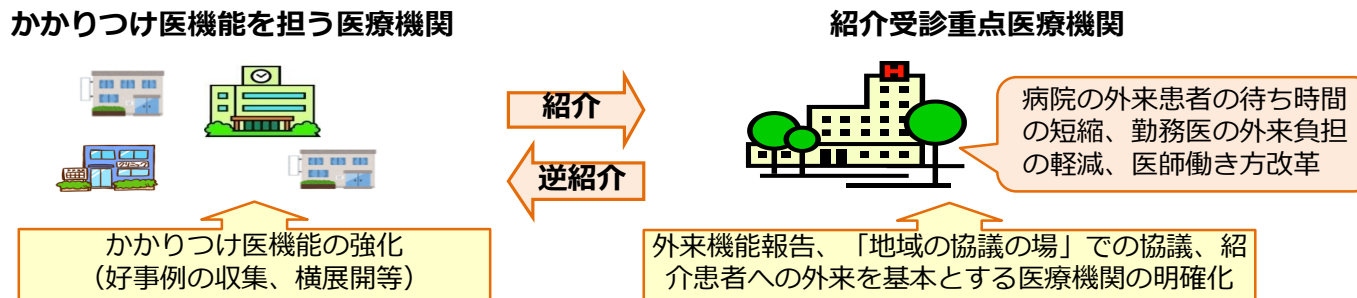 かかりつけ医機能を担う医療機関
紹介受診重点医療機関
H
紹介
逆紹介
病院の外来患者の待ち時間
の短縮、勤務医の外来負担
の軽減、医師働き方改革
かかりつけ医機能の強化
（好事例の収集、横展開等）
外来機能報告、「地域の協議の場」での協議、紹
介患者への外来を基本とする医療機関の明確化